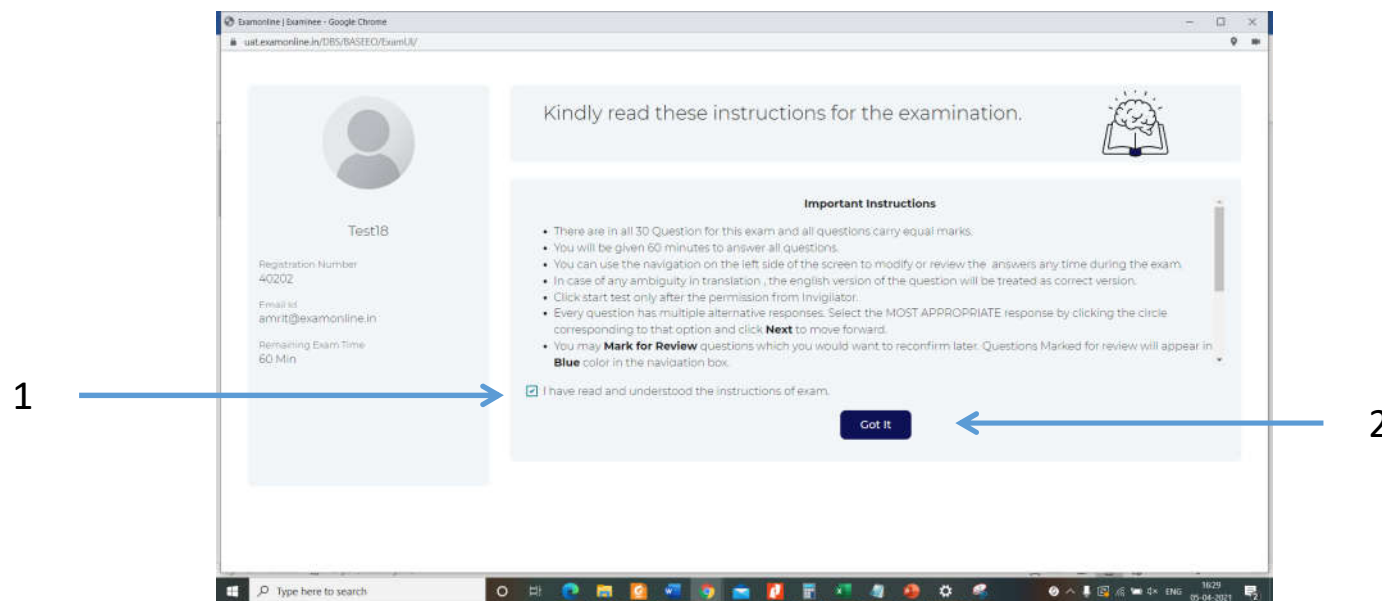 Examonline | Examinee - Google Chrome
uat.examonline.in/DBS/BASEEO/ExamUI/
Kindly read these instructions for the examination.
Test18
Registration Number
40202
Email Id
amrit@examonline.in
Remaining Exam Time
60 Min
Important Instructions
• There are in all 30 Question for this exam and all questions carry equal marks.
• You will be given 60 minutes to answer all questions.
• You can use the navigation on the left side of the screen to modify or review the answers any time during the exam.
• In case of any ambiguity in translation , the english version of the question will be treated as correct version.
• Click start test only after the permission from Invigilator.
• Every question has multiple alternative responses. Select the MOST APPROPRIATE response by clicking the circle
corresponding to that option and click Next to move forward.
• You may Mark for Review questions which you would want to reconfirm later. Questions Marked for review will appear in
Blue color in the navigation box.
1
I have read and understood the instructions of exam.
Got It
2
Type here to search
ENG
16:29
05-04-2021